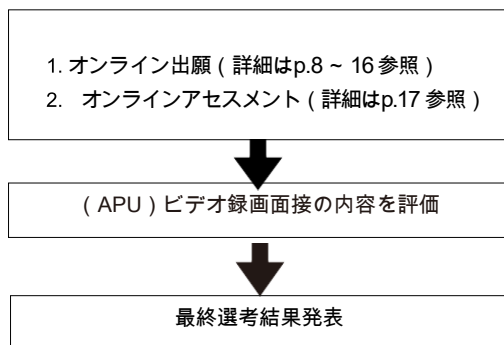 1. オンライン出願（詳細はp.8 ~ 16 参照）
2. オンラインアセスメント（詳細はp.17 参照）
（APU）ビデオ録画面接の内容を評価
最終選考結果発表